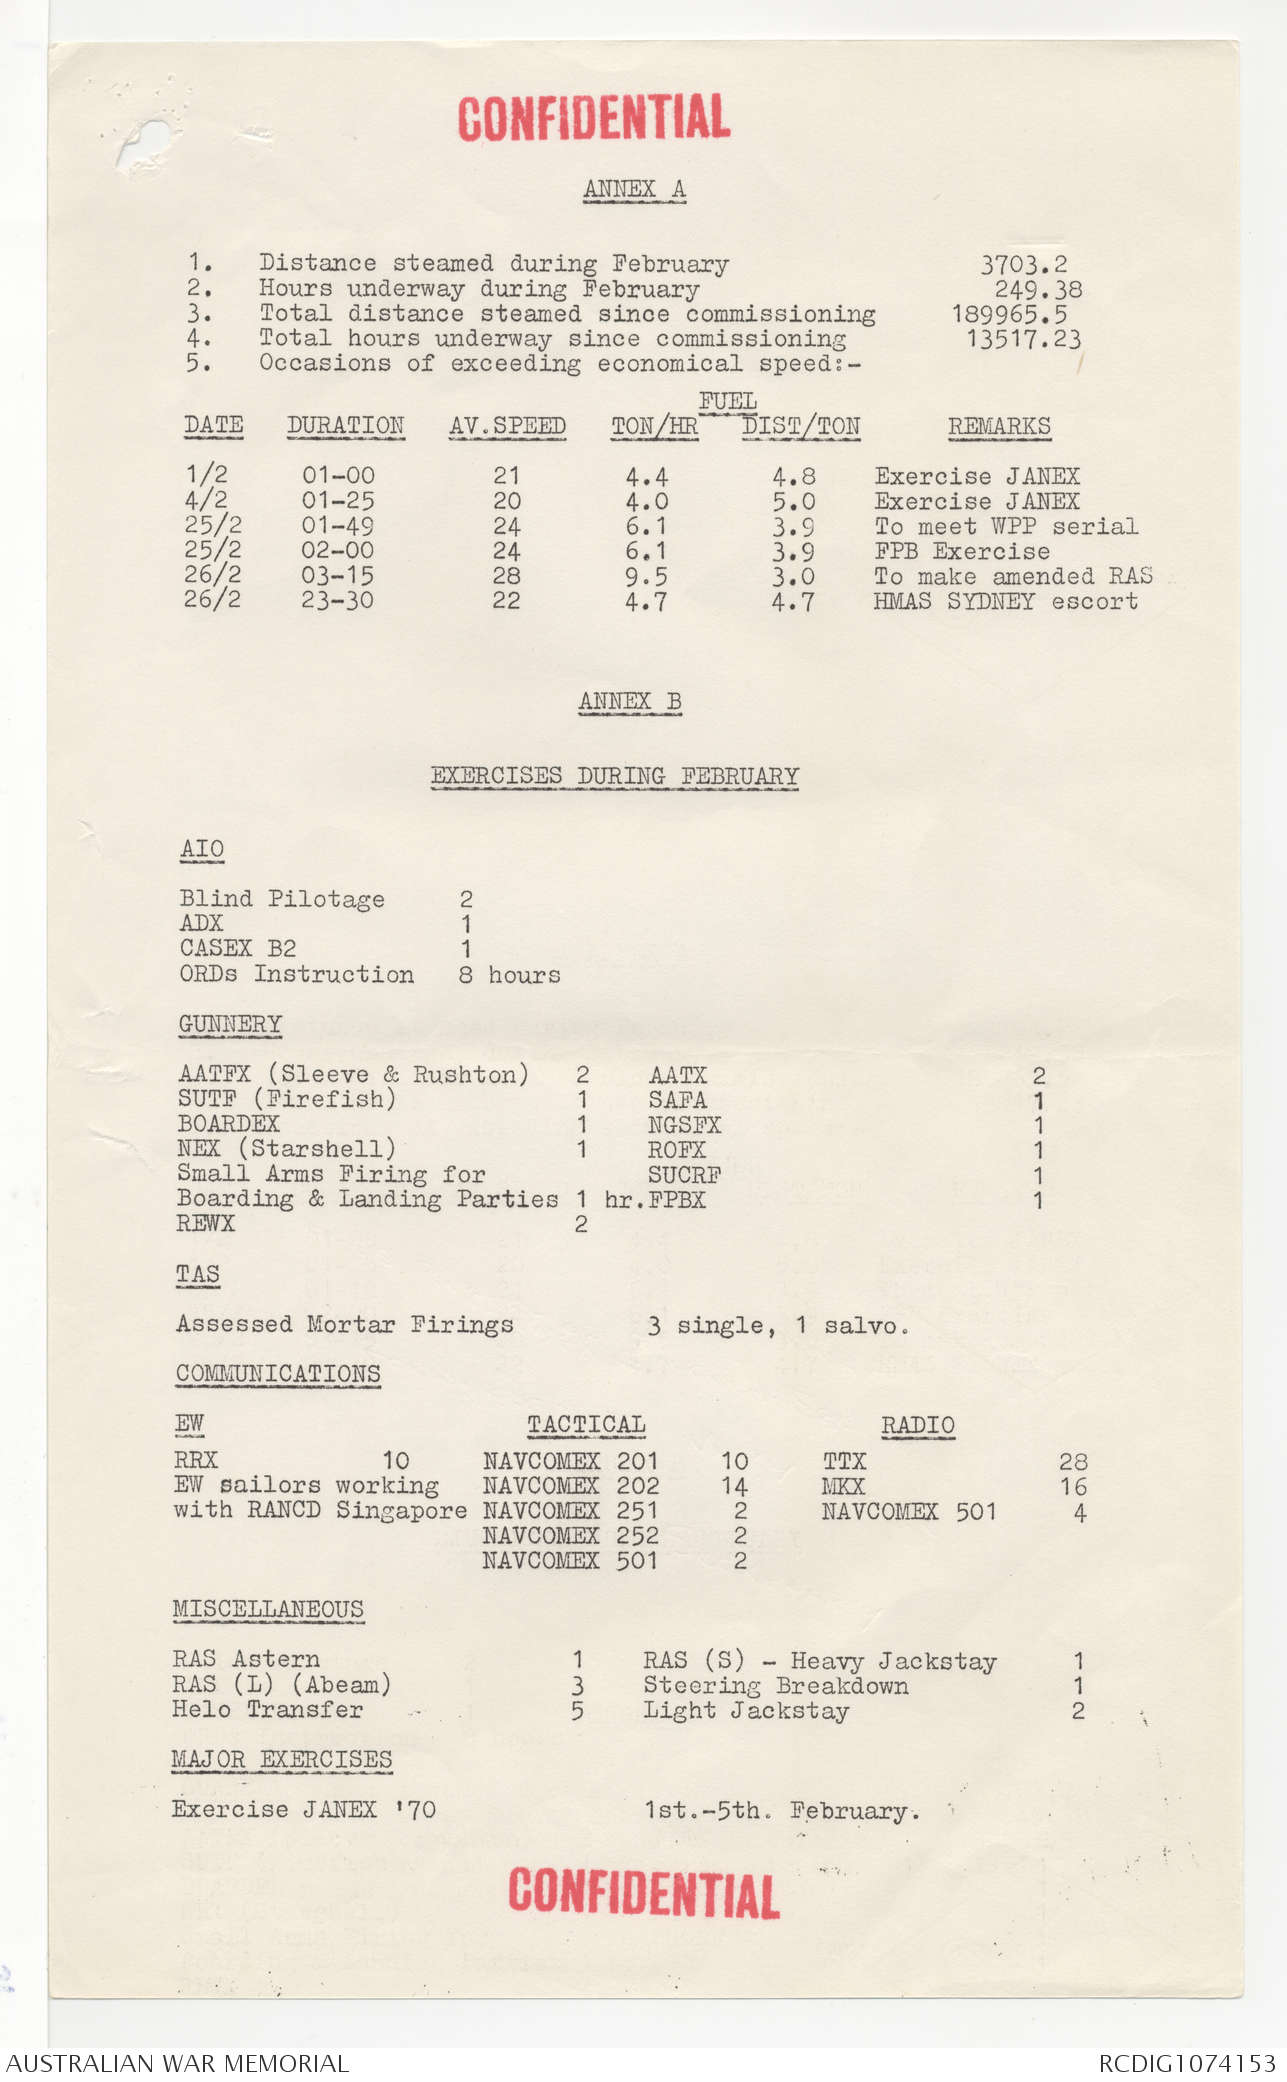 CONFIDENTIAL
ANNEX A
1. Distance steamed during February 3703.2
2. Hours underway during February 249.38
3. Total distance steamed since commissioning 189965.5
4. Total hours underway since commissioning 13517.23
5. Occasions of exceeding economical speed:-
FUEL
DATE DURATION AV.SPEED TON/HR DIST/TON REMARKS
1/2 01-00 21 4.4 4.8 Exercise JANEX
4/2 01-25 20 4.0 5.0 Exercise JANEX
25/2 01-49 24 6.1 3.9 To meet WPP serial
25/2 02-00 24 6.1 3.9 FPB Exercise
26/2 03-15 28 9.5 3.0 To make amended RAS
26/2 23-30 22 4.7 4.7 HMAS SYDNEY escort
ANNEX B
EXERCISES DURING FEBRUARY
AIO
Blind Pilotage 2
ADX 1
CASEX B2 1
ORDs Instruction 8 hours
GUNNERY
AATFX (Sleeve & Rushton) 2 AATX 2
SUTF (Firefish) 1 SAFA 1
BOARDEX 1 NGSFX 1
NEX (Starshell) 1 ROFX 1
Small Arms Firing for SUCRF 1
Boarding & Landing Parties 1 hr. FPBX 1
REWX 2
TAS
Assessed Mortar Firings 3 single, 1 salvo.
COMMUNICATIONS
EW TACTICAL RADIO
RRX 10 NAVCOMEX 201 10 TTX 28
EW sailors working NAVCOMEX 202 14 MKX 16
with RANCD Singapore NAVCOMEX 251 2 NAVCOMEX 501 4
NAVCOMEX 252 2
NAVCOMEX 501 2
MISCELLANEOUS
RAS Astern 1 RAS (S) - Heavy Jackstay 1
RAS (L) (Abeam) 3 Steering Breakdown 1
Helo Transfer 5 Light Jackstay 2
MAJOR EXERCISES
Exercise JANEX '70 1st.-5th. February.
CONFIDENTIAL
AUSTRALIAN WAR MEMORIAL RCDIG1074153